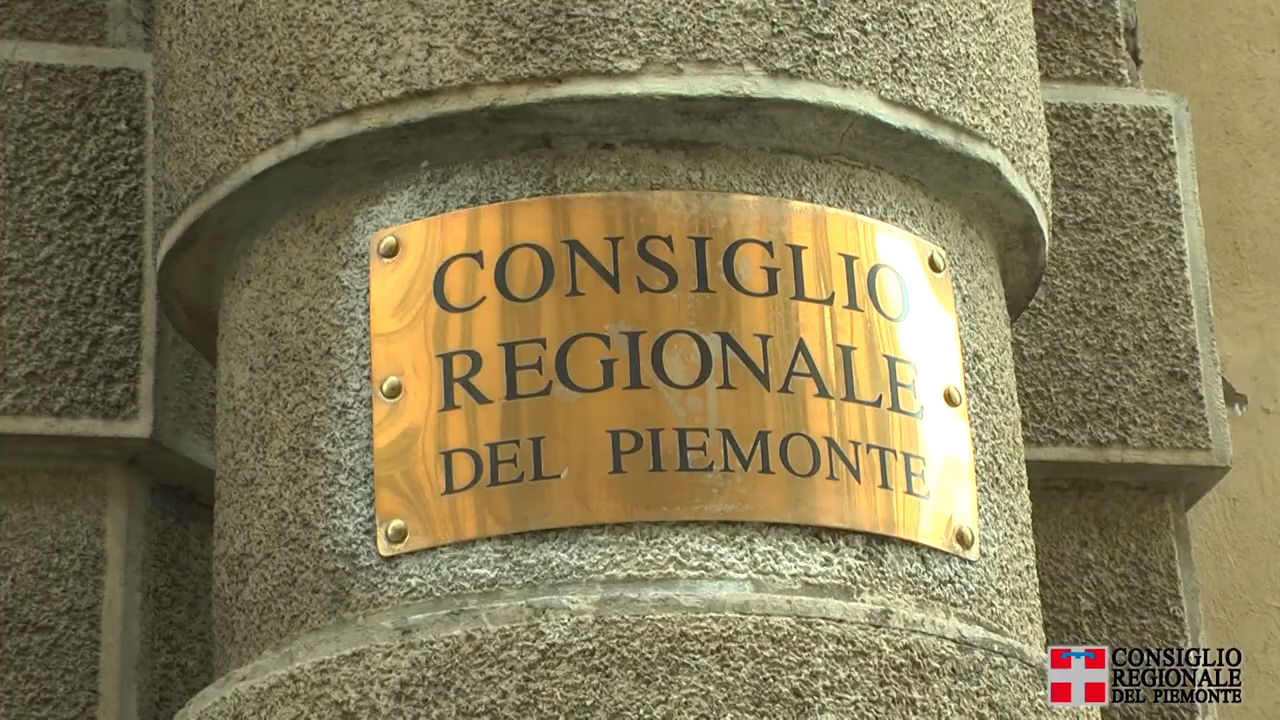 CONSIGLIO
REGIONALE
DEL PIEMONTE
CONSIGLIO
REGIONALE
DEL PIEMONTE